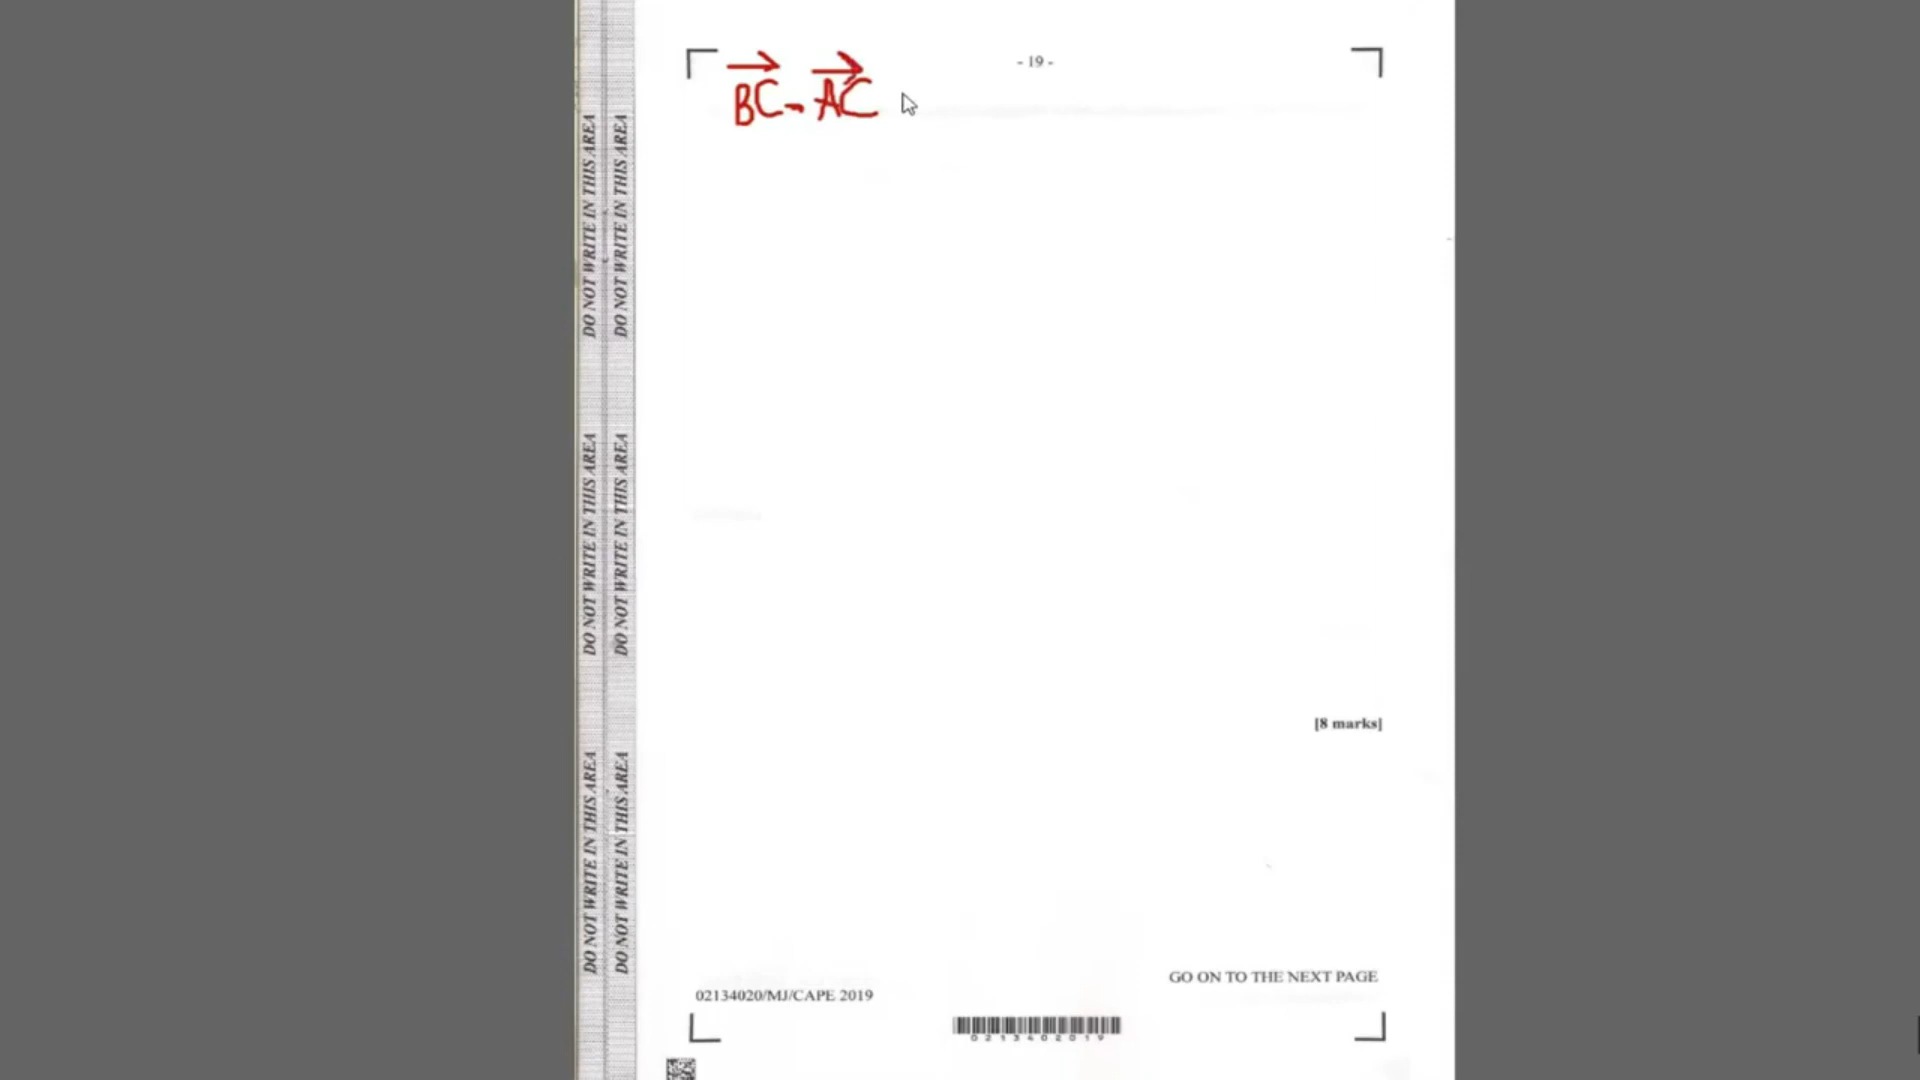 - 19 -
BC - AC
DO NOT WRITE IN THIS AREA
DO NOT WRITE IN THIS AREA
DO NOT WRITE IN THIS AREA
DO NOT WRITE IN THIS AREA
DO NOT WRITE IN THIS AREA
DO NOT WRITE IN THIS AREA
[8 marks]
GO ON TO THE NEXT PAGE
02134020/MJ/CAPE 2019
0213402019